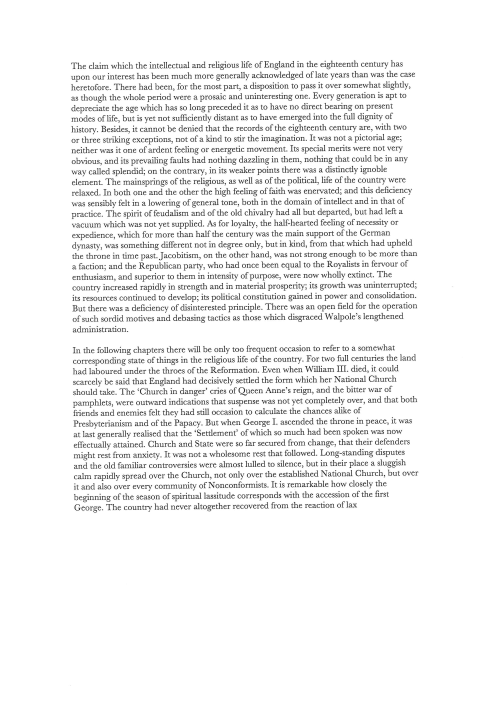 The claim which the intellectual and religious life of England in the eighteenth century has
upon our interest has been much more generally acknowledged of late years than was the case
heretofore. There had been, for the most part, a disposition to pass it over somewhat slightly,
as though the whole period were a prosaic and uninteresting one. Every generation is apt to
depreciate the age which has so long preceded it as to have no direct bearing on present
modes of life, but is yet not sufficiently distant as to have emerged into the full dignity of
history. Besides, it cannot be denied that the records of the eighteenth century are, with two
or three striking exceptions, not of a kind to stir the imagination. It was not a pictorial age;
neither was it one of ardent feeling or energetic movement. Its special merits were not very
obvious, and its prevailing faults had nothing dazzling in them, nothing that could be in any
way called splendid; on the contrary, in its weaker points there was a distinctly ignoble
element. The mainsprings of the religious, as well as of the political, life of the country were
relaxed. In both one and the other the high feeling of faith was enervated; and this deficiency
was sensibly felt in a lowering of general tone, both in the domain of intellect and in that of
practice. The spirit of feudalism and of the old chivalry had all but departed, but had left a
vacuum which was not yet supplied. As for loyalty, the half-hearted feeling of necessity or
expedience, which for more than half the century was the main support of the German
dynasty, was something different not in degree only, but in kind, from that which had upheld
the throne in time past. Jacobitism, on the other hand, was not strong enough to be more than
a faction; and the Republican party, who had once been equal to the Royalists in fervour of
enthusiasm, and superior to them in intensity of purpose, were now wholly extinct. The
country increased rapidly in strength and in material prosperity; its growth was uninterrupted;
its resources continued to develop; its political constitution gained in power and consolidation.
But there was a deficiency of disinterested principle. There was an open field for the operation
of such sordid motives and debasing tactics as those which disgraced Walpole's lengthened
administration.
In the following chapters there will be only too frequent occasion to refer to a somewhat
corresponding state of things in the religious life of the country. For two full centuries the land
had laboured under the throes of the Reformation. Even when William III. died, it could
scarcely be said that England had decisively settled the form which her National Church
should take. The 'Church in danger' cries of Queen Anne's reign, and the bitter war of
pamphlets, were outward indications that suspense was not yet completely over, and that both
friends and enemies felt they had still occasion to calculate the chances alike of
Presbyterianism and of the Papacy. But when George I. ascended the throne in peace, it was
at last generally realised that the 'Settlement' of which so much had been spoken was now
effectually attained. Church and State were so far secured from change, that their defenders
might rest from anxiety. It was not a wholesome rest that followed. Long-standing disputes
and the old familiar controversies were almost lulled to silence, but in their place a sluggish
calm rapidly spread over the Church, not only over the established National Church, but over
it and also over every community of Nonconformists. It is remarkable how closely the
beginning of the season of spiritual lassitude corresponds with the accession of the first
George. The country had never altogether recovered from the reaction of lax